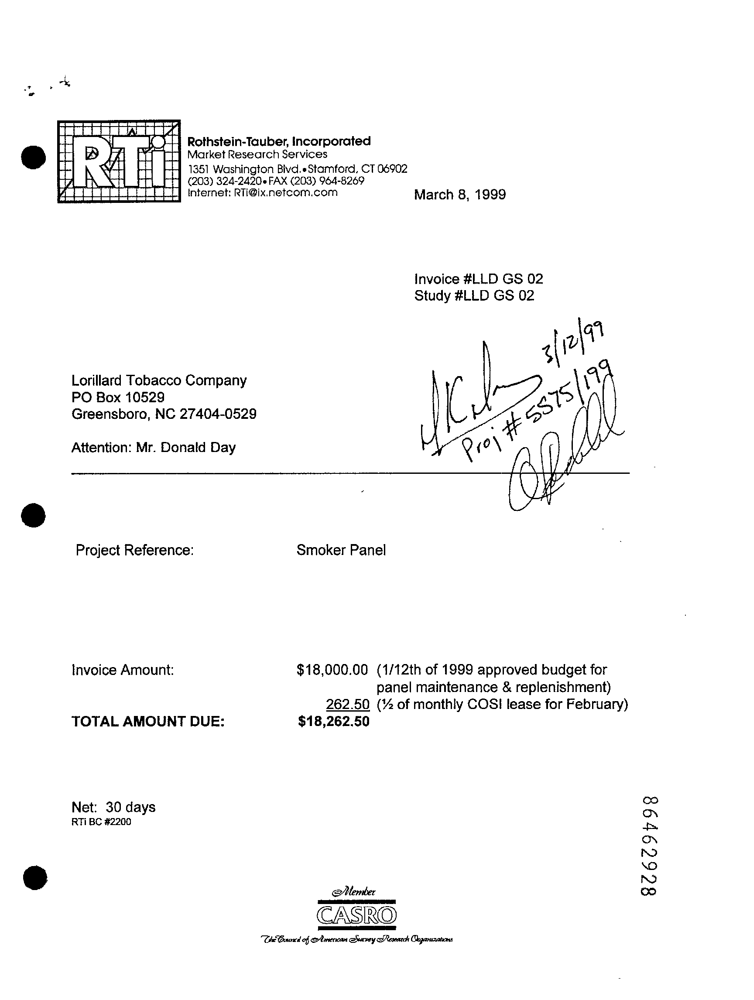 RTi
Rothstein-Tauber, Incorporated
Market Research Services
1351 Washington Blvd.•Stamford, CT 06902
(203) 324-2420•FAX (203) 964-8269
Internet: RTi@ix.netcom.com
March 8, 1999
Invoice #LLD GS 02
Study #LLD GS 02
3/12/99
Proj # 5575/199
Lorillard Tobacco Company
PO Box 10529
Greensboro, NC 27404-0529
Attention: Mr. Donald Day
Project Reference: Smoker Panel
Invoice Amount: $18,000.00 (1/12th of 1999 approved budget for
panel maintenance & replenishment)
262.50 (½ of monthly COSI lease for February)
TOTAL AMOUNT DUE: $18,262.50
Net: 30 days
RTi BC #2200
86462928
Member
CASRO
The Council of American Survey Research Organizations